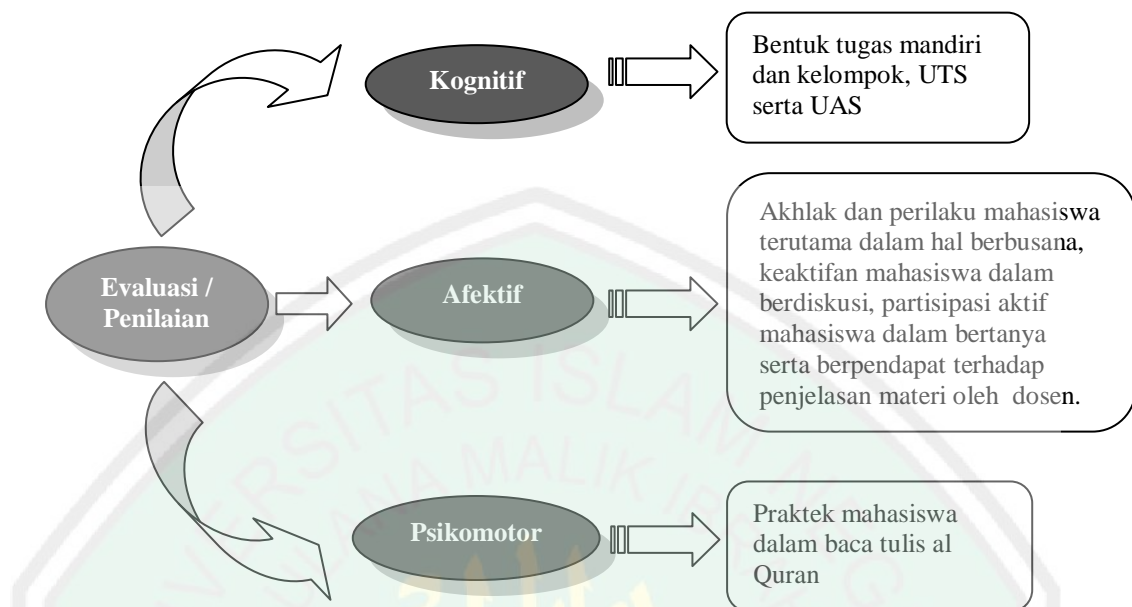 Kognitif
Bentuk tugas mandiri
dan kelompok, UTS
serta UAS
Evaluasi /
Penilaian
Afektif
Akhlak dan perilaku mahasiswa
terutama dalam hal berbusana,
keaktifan mahasiswa dalam
berdiskusi, partisipasi aktif
mahasiswa dalam bertanya
serta berpendapat terhadap
penjelasan materi oleh dosen.
Psikomotor
Praktek mahasiswa
dalam baca tulis al
Quran